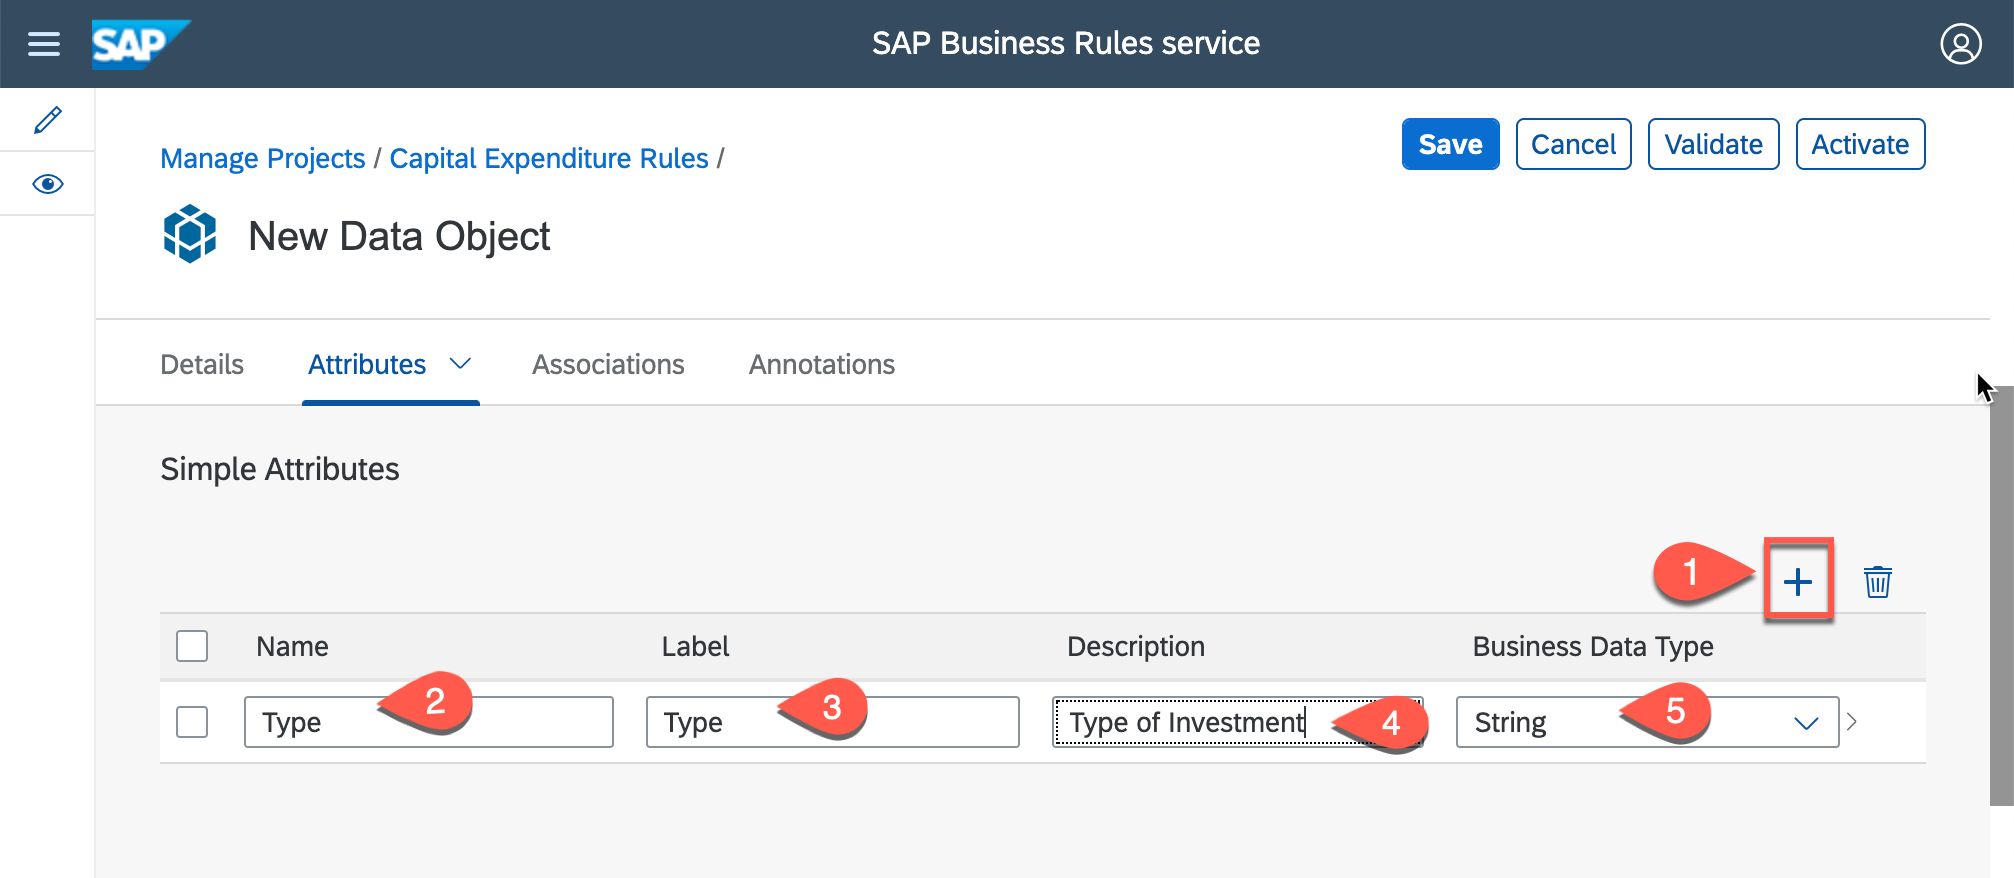 SAP
SAP Business Rules service
Manage Projects / Capital Expenditure Rules /
Save
Cancel
Validate
Activate
New Data Object
Details
Attributes
Associations
Annotations
Simple Attributes
1
Name
Label
Description
Business Data Type
Type
2
Type
3
Type of Investment
4
String
5